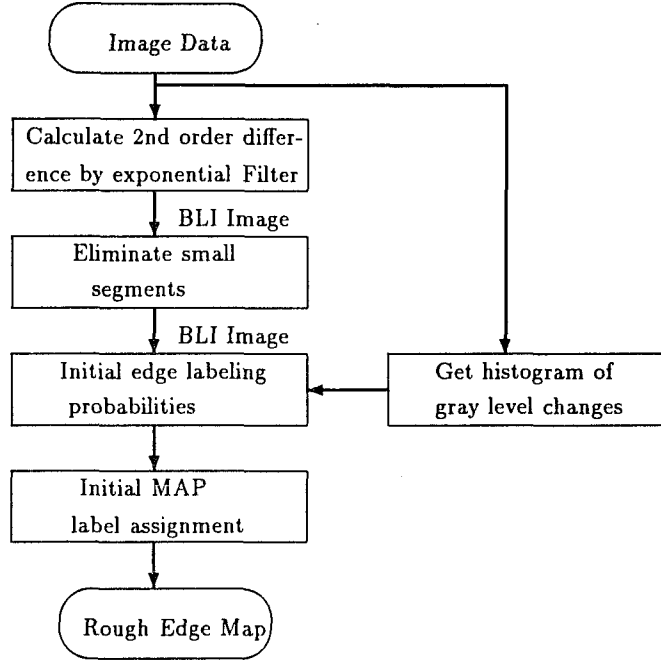 Image Data
Calculate 2nd order differ-
ence by exponential Filter
BLI Image
Eliminate small
segments
BLI Image
Initial edge labeling
probabilities
Get histogram of
gray level changes
Initial MAP
label assignment
Rough Edge Map